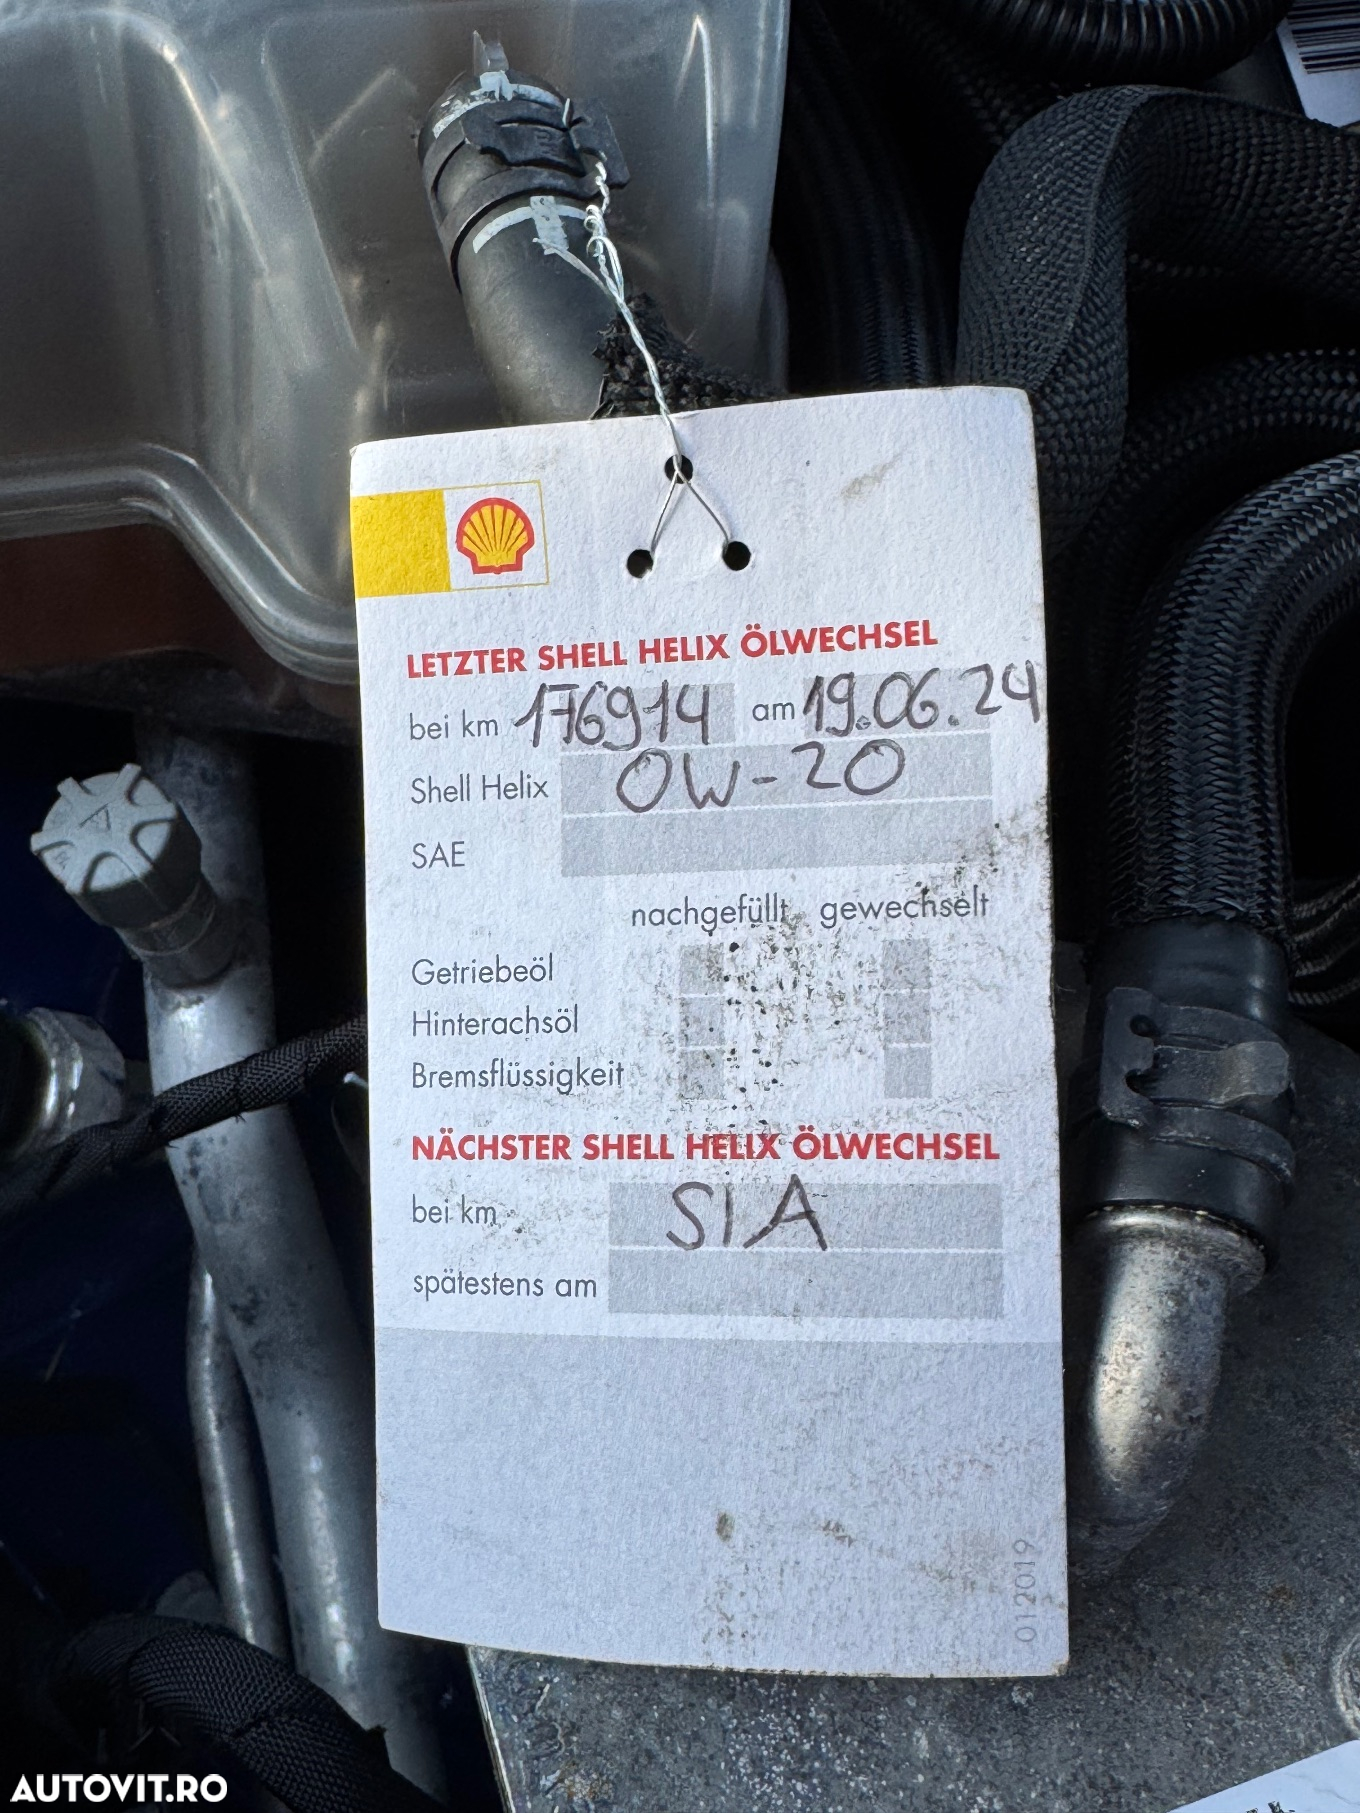 LETZTER SHELL HELIX ÖLWECHSEL
bei km 176914 am 19.06.24
Shell Helix 0W-20
SAE
nachgefüllt gewechselt
Getriebeöl
Hinterachsöl
Bremsflüssigkeit
NÄCHSTER SHELL HELIX ÖLWECHSEL
bei km SIA
spätestens am
012019
AUTOVIT.RO